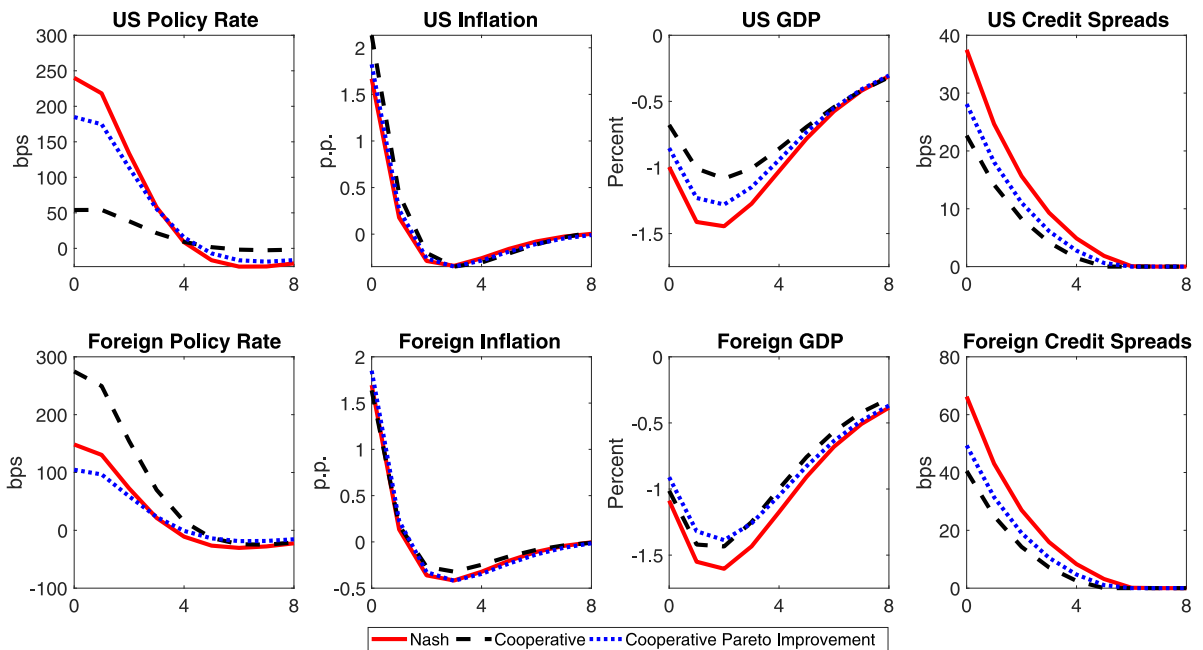 US Policy Rate
300
250
200
150
100
50
0
bps
0 4 8
US Inflation
2
1.5
1
0.5
0
p.p.
0 4 8
US GDP
0
-0.5
-1
-1.5
Percent
0 4 8
US Credit Spreads
40
30
20
10
0
bps
0 4 8
Foreign Policy Rate
300
200
100
0
-100
bps
0 4 8
Foreign Inflation
2
1.5
1
0.5
0
-0.5
p.p.
0 4 8
Foreign GDP
0
-0.5
-1
-1.5
Percent
0 4 8
Foreign Credit Spreads
80
60
40
20
0
bps
0 4 8
Nash Cooperative Cooperative Pareto Improvement